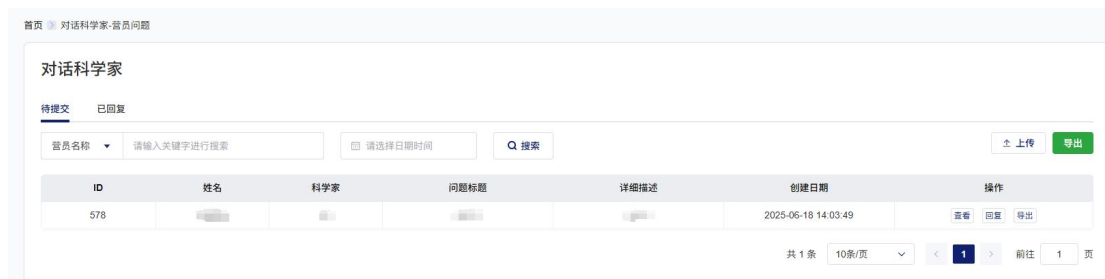 首页 对话科学家-营员问题
对话科学家
待提交 已回复
营员名称 请输入关键字进行搜索 请选择日期时间 搜索 上传 导出
ID 姓名 科学家 问题标题 详细描述 创建日期 操作
578 2025-06-18 14:03:49 查看 回复 导出
共 1 条 10条/页 1 前往 1 页